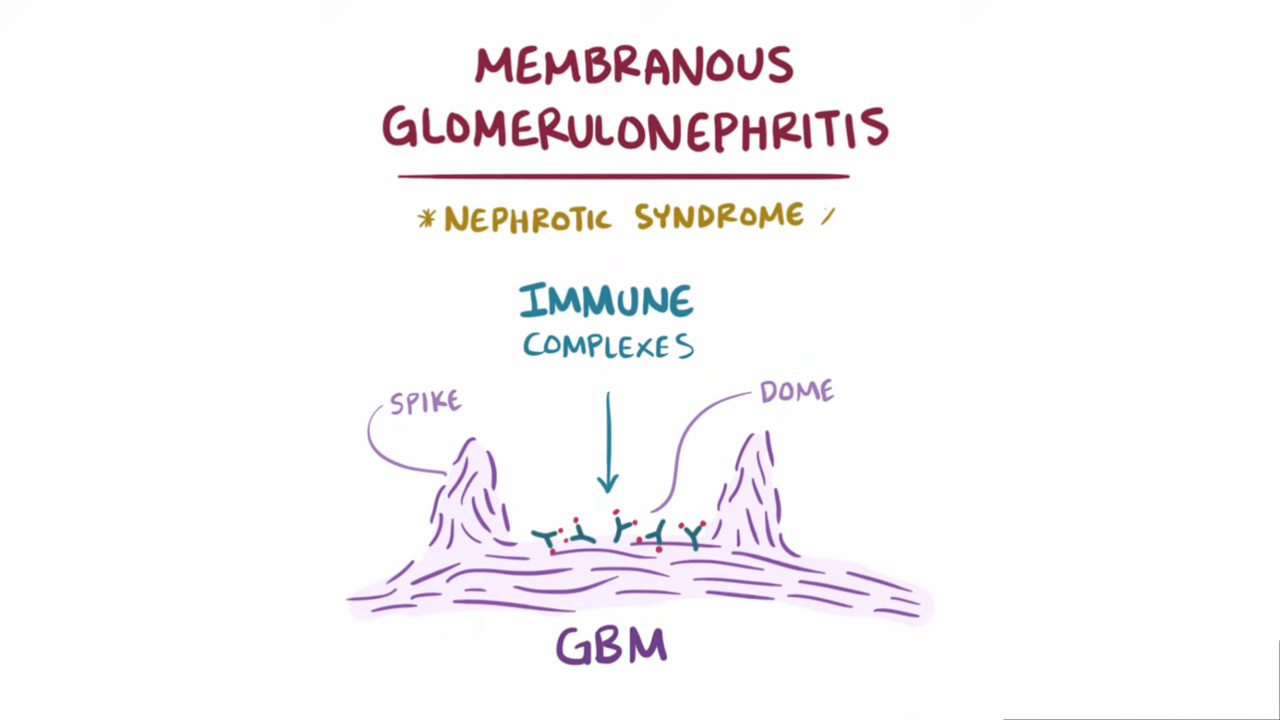 MEMBRANOUS
GLOMERULONEPHRITIS
* NEPHROTIC SYNDROME
IMMUNE
COMPLEXES
SPIKE
DOME
GBM